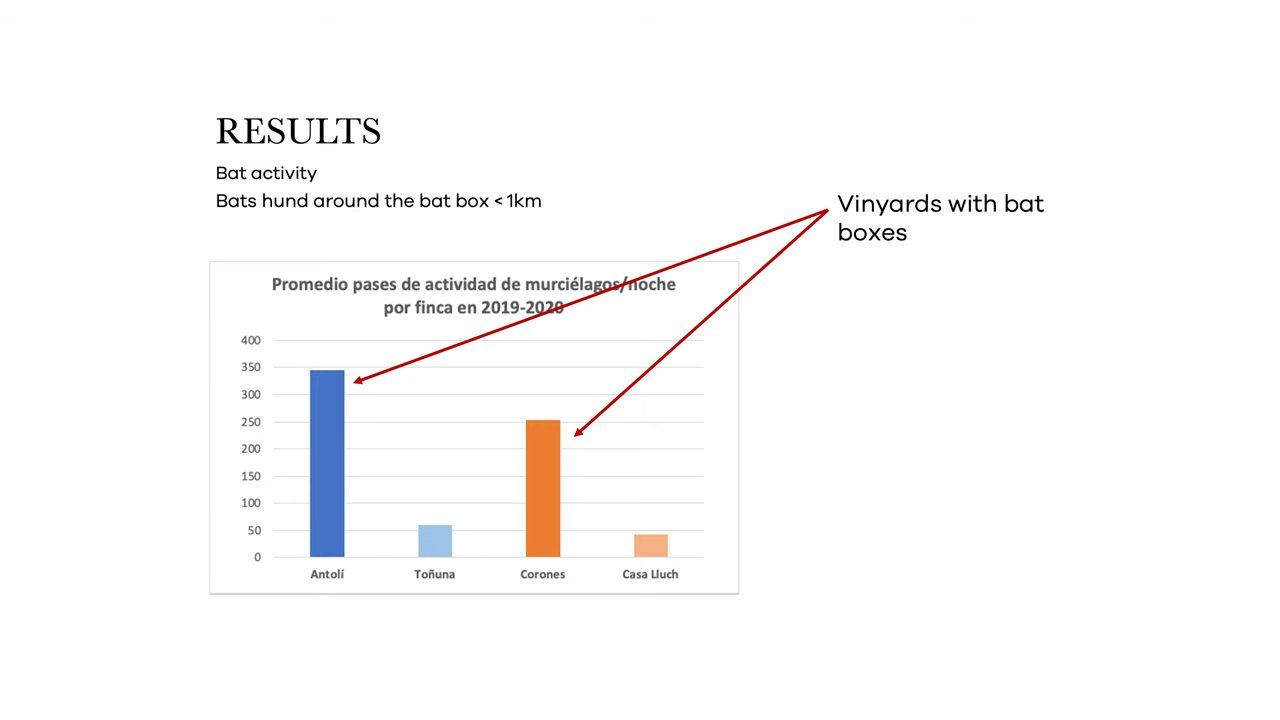 RESULTS
Bat activity
Bats hund around the bat box < 1km
Vinyards with bat
boxes
Promedio pases de actividad de murciélagos/noche
por finca en 2019-2020
400
350
300
250
200
150
100
50
0
Antolí
Toñuna
Corones
Casa Lluch